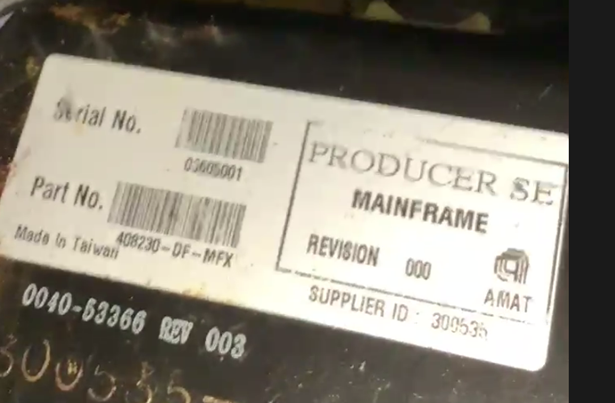 Serial No.
03605001
Part No.
408230-DF-MFX
Made In Taiwan
PRODUCER SE
MAINFRAME
REVISION 000
AMAT
SUPPLIER ID : 300535
0040-53366 REV 003
300535